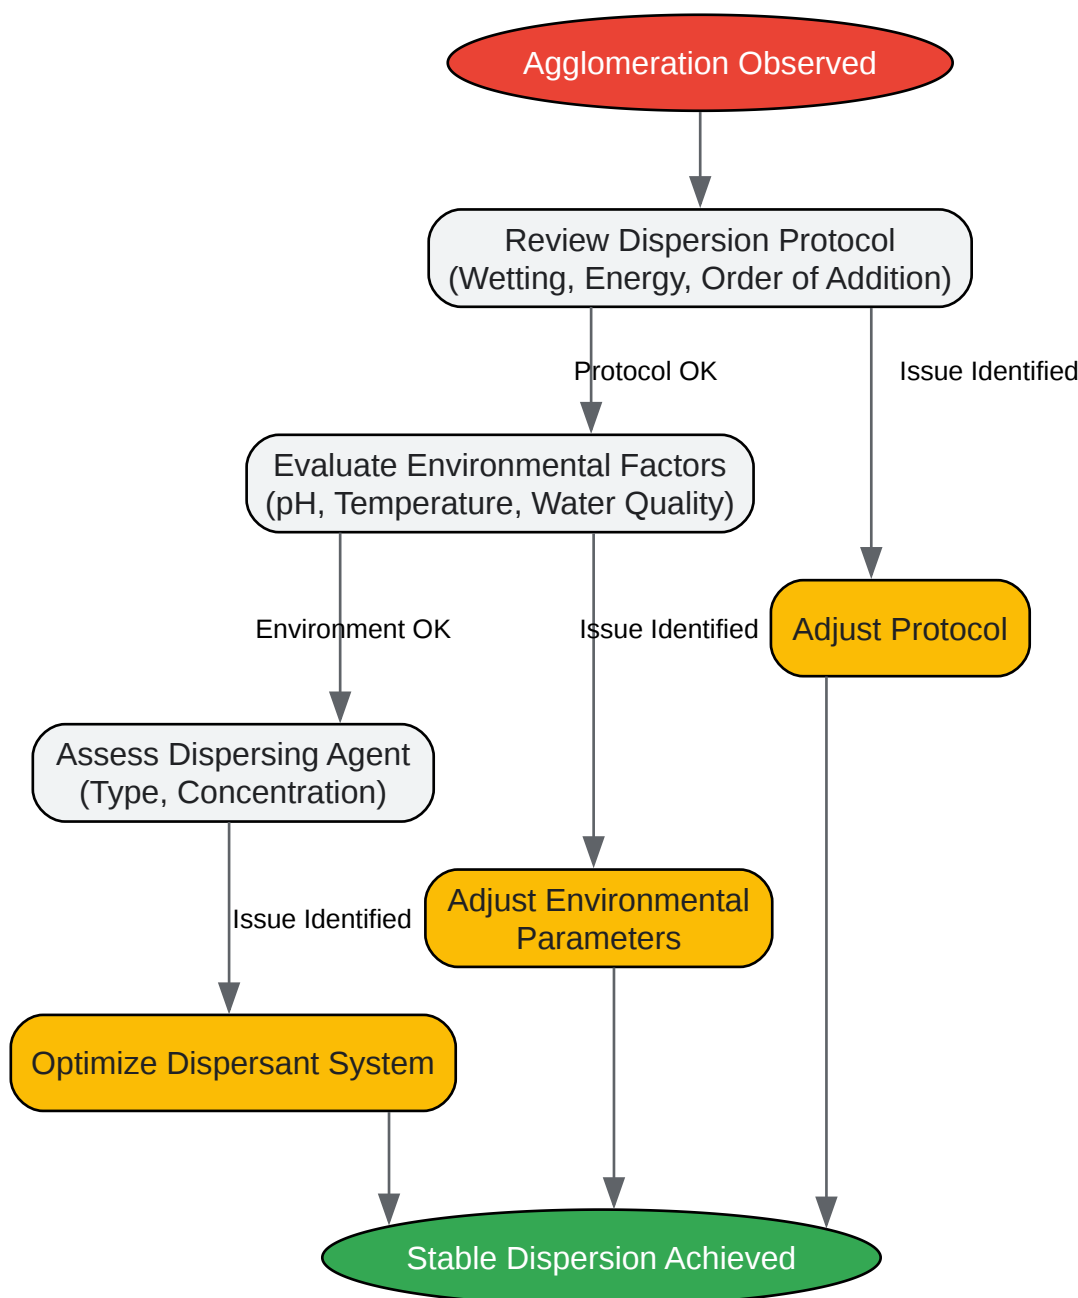 Agglomeration Observed
Review Dispersion Protocol
(Wetting, Energy, Order of Addition)
Protocol OK
Issue Identified
Evaluate Environmental Factors
(pH, Temperature, Water Quality)
Environment OK
Issue Identified
Adjust Protocol
Assess Dispersing Agent
(Type, Concentration)
Issue Identified
Adjust Environmental
Parameters
Optimize Dispersant System
Stable Dispersion Achieved